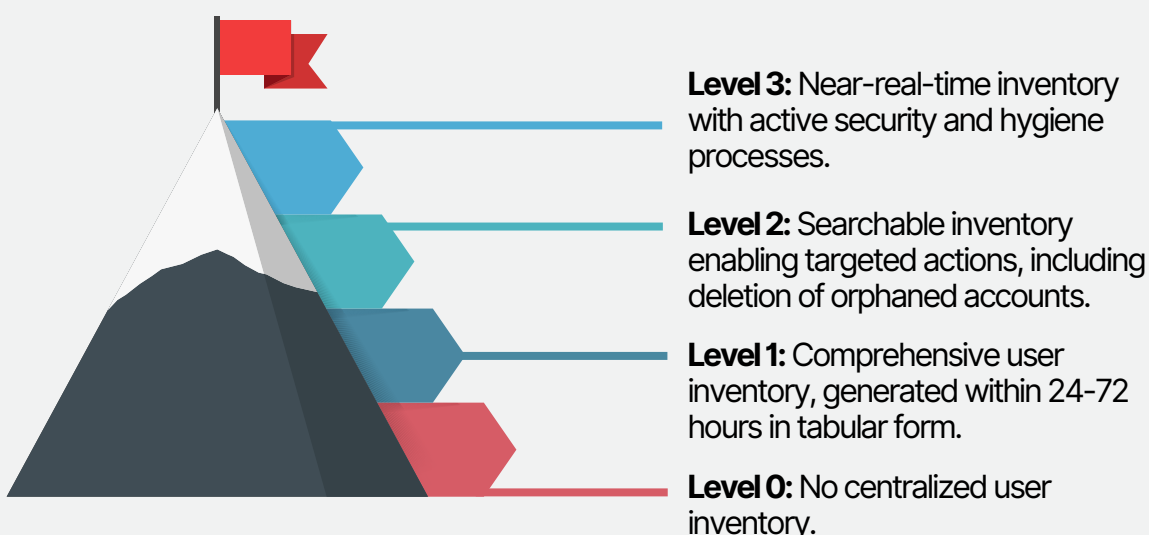 Level 3: Near-real-time inventory
with active security and hygiene
processes.
Level 2: Searchable inventory
enabling targeted actions, including
deletion of orphaned accounts.
Level 1: Comprehensive user
inventory, generated within 24-72
hours in tabular form.
Level 0: No centralized user
inventory.